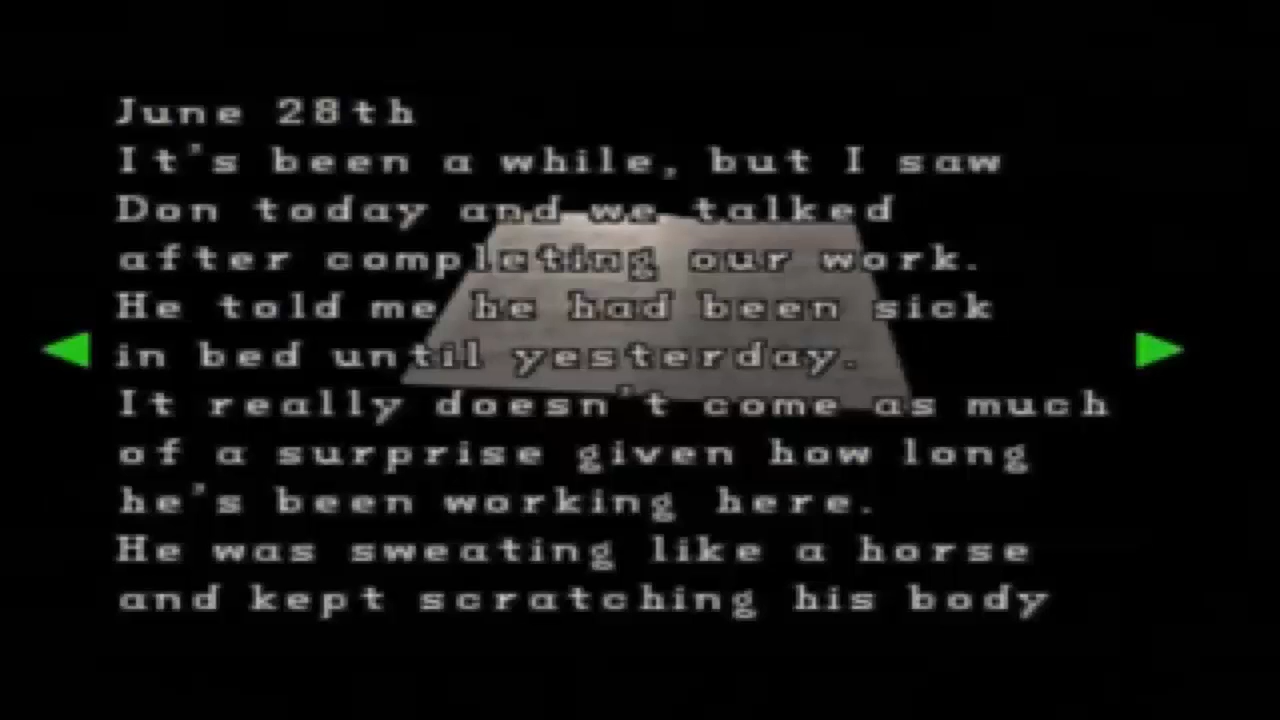 June 28th
It's been a while, but I saw
Don today and we talked
after completing our work.
He told me he had been sick
in bed until yesterday.
It really doesn't come as much
of a surprise given how long
he's been working here.
He was sweating like a horse
and kept scratching his body